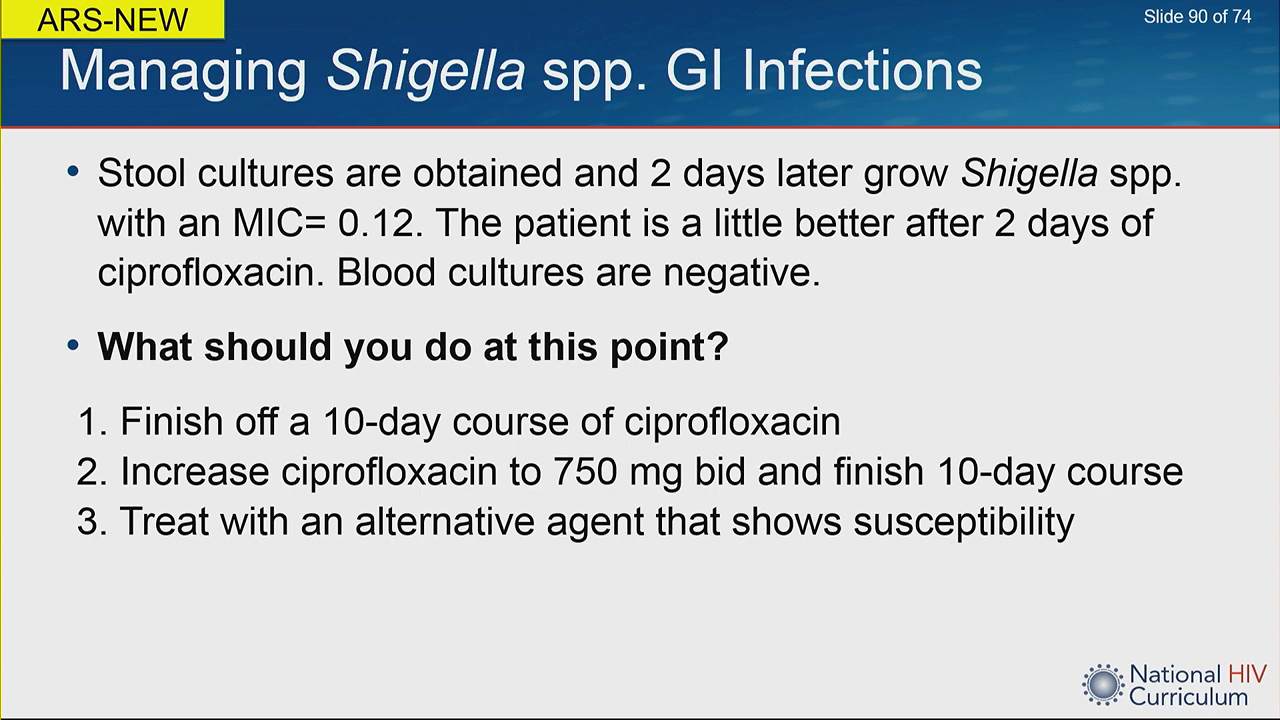 ARS-NEW
Slide 90 of 74
Managing Shigella spp. GI Infections
• Stool cultures are obtained and 2 days later grow Shigella spp.
with an MIC= 0.12. The patient is a little better after 2 days of
ciprofloxacin. Blood cultures are negative.
• What should you do at this point?
1. Finish off a 10-day course of ciprofloxacin
2. Increase ciprofloxacin to 750 mg bid and finish 10-day course
3. Treat with an alternative agent that shows susceptibility
National HIV
Curriculum